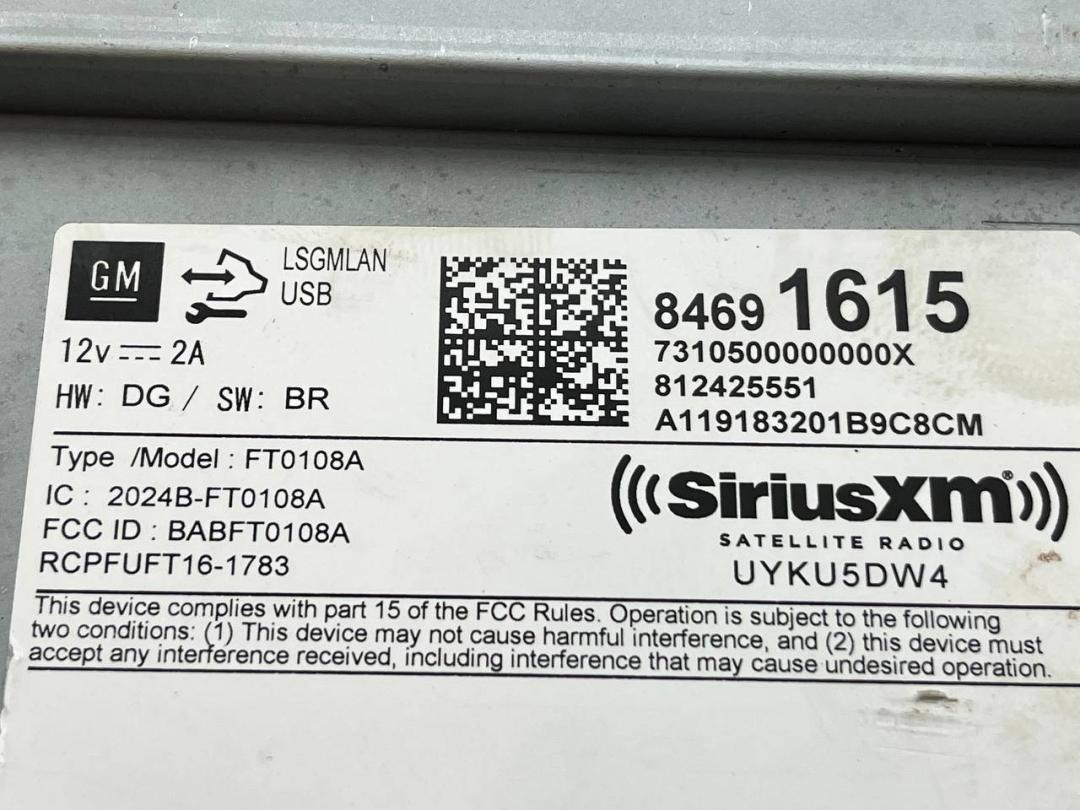 GM
LSGMLAN
USB
12v 2A
HW: DG / SW: BR
8469 1615
7310500000000X
812425551
A119183201B9C8CM
Type /Model : FT0108A
IC : 2024B-FT0108A
FCC ID : BABFT0108A
RCPFUFT16-1783
SiriusXm®
SATELLITE RADIO
UYKU5DW4
This device complies with part 15 of the FCC Rules. Operation is subject to the following
two conditions: (1) This device may not cause harmful interference, and (2) this device must
accept any interference received, including interference that may cause undesired operation.